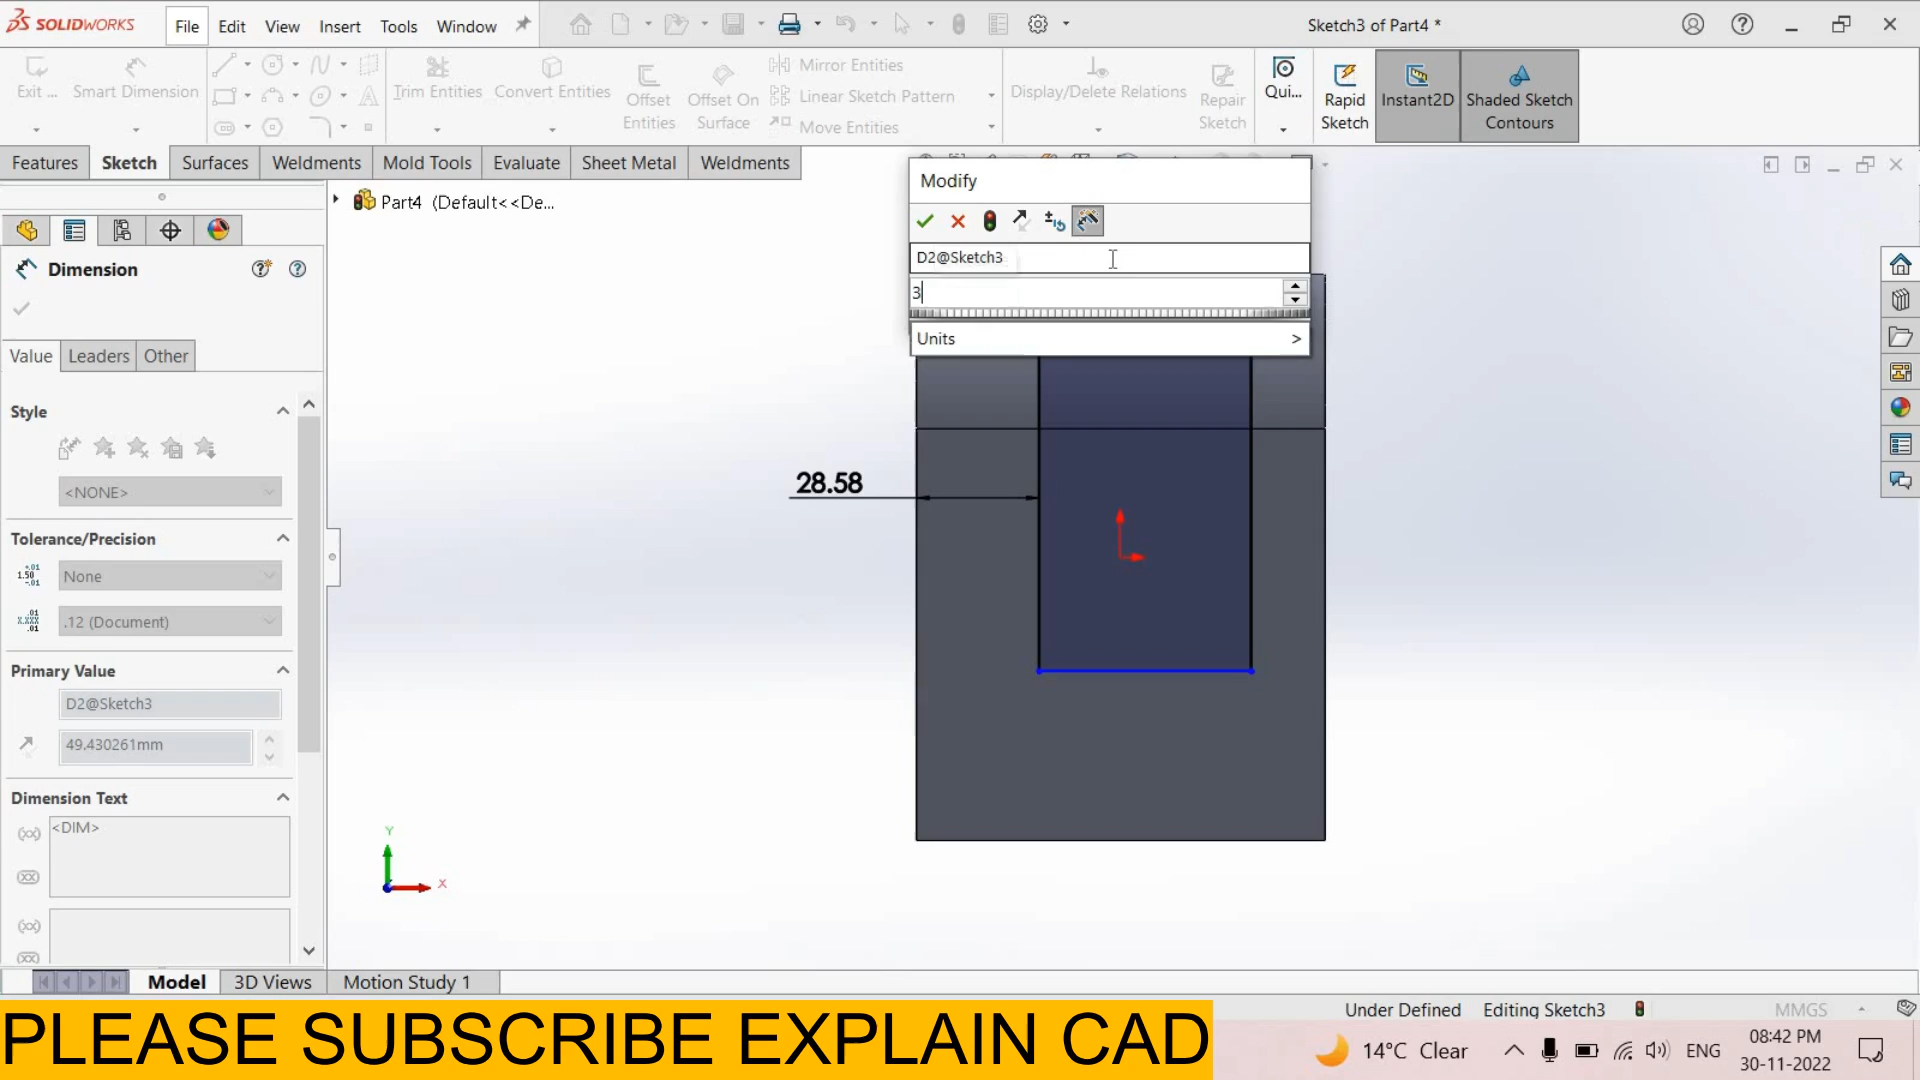 SOLIDWORKS
File Edit View Insert Tools Window
Sketch3 of Part4 *
Exit ... Smart Dimension
Trim Entities Convert Entities
Offset Entities
Offset On Surface
Mirror Entities
Linear Sketch Pattern
Move Entities
Display/Delete Relations
Repair Sketch
Qui...
Rapid Sketch
Instant2D
Shaded Sketch Contours
Features Sketch Surfaces Weldments Mold Tools Evaluate Sheet Metal Weldments
Part4 (Default<<De...
Modify
D2@Sketch3
3
Units >
Dimension
Value Leaders Other
Style
<NONE>
Tolerance/Precision
None
.12 (Document)
Primary Value
D2@Sketch3
49.430261mm
Dimension Text
<DIM>
28.58
Y
X
Model 3D Views Motion Study 1
Under Defined Editing Sketch3 MMGS
PLEASE SUBSCRIBE EXPLAIN CAD
14°C Clear
ENG
08:42 PM
30-11-2022